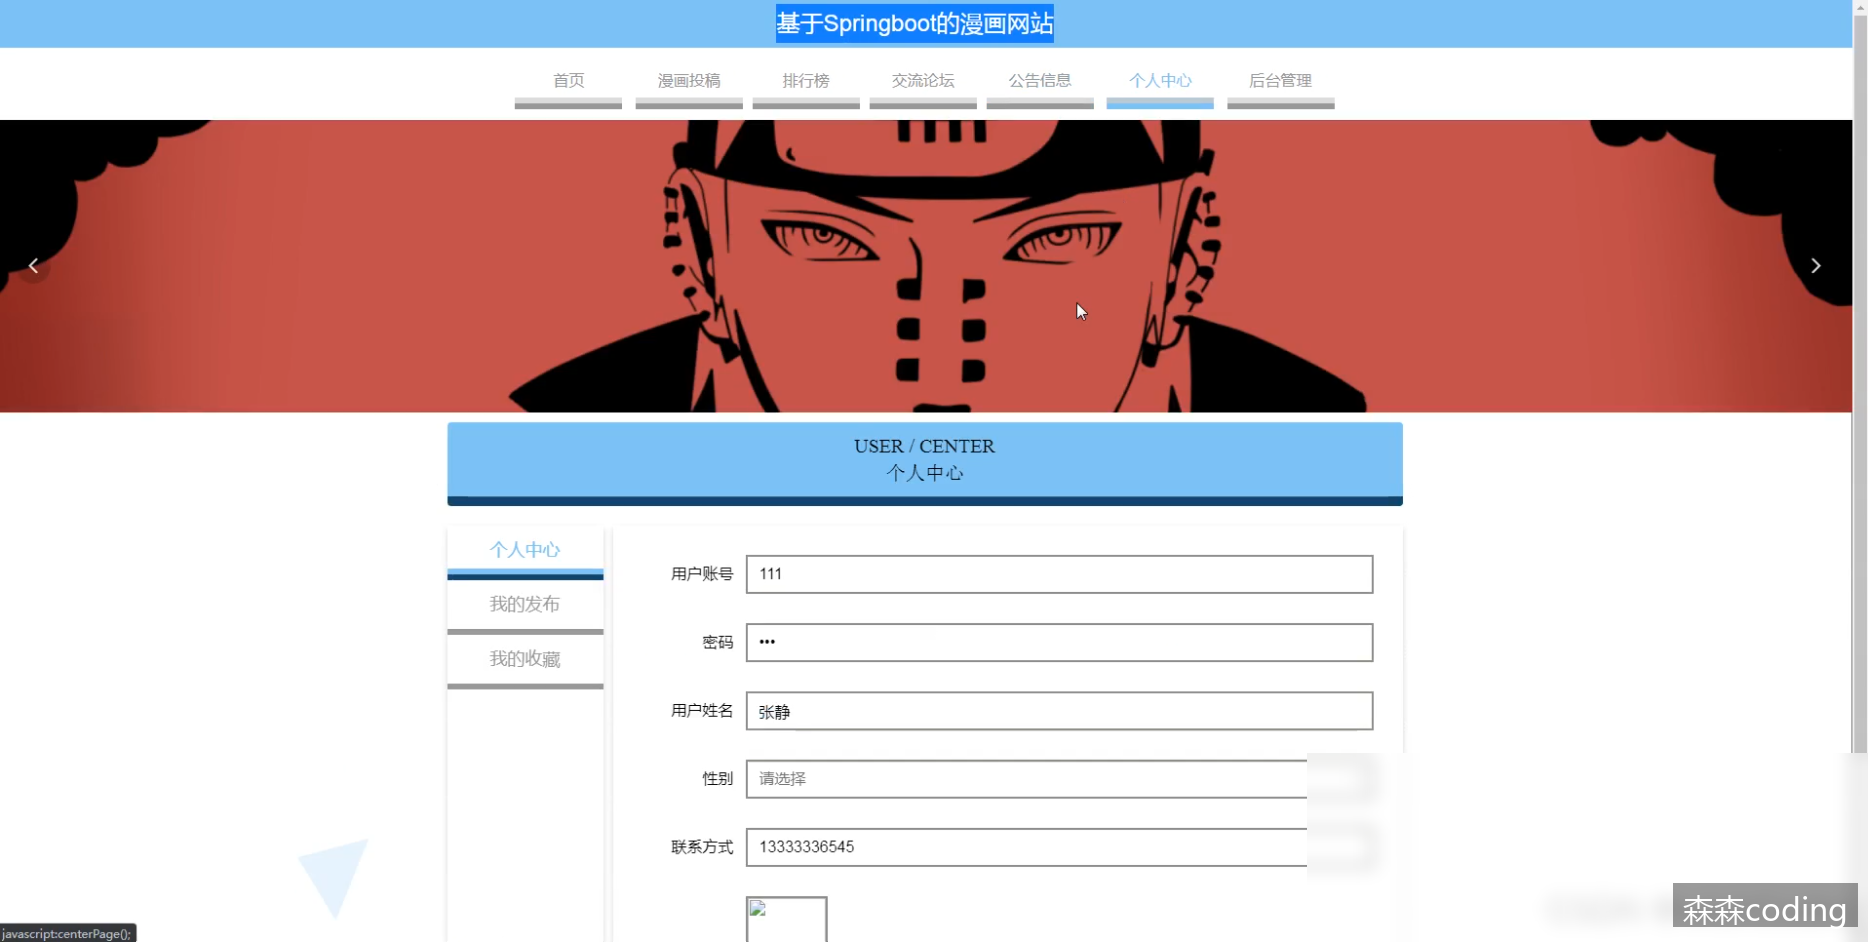 基于Springboot的漫画网站
首页 漫画投稿 排行榜 交流论坛 公告信息 个人中心 后台管理
USER / CENTER
个人中心
个人中心
我的发布
我的收藏
用户账号 111
密码 •••
用户姓名 张静
性别 请选择
联系方式 13333336545
森森coding
javascript:centerPage();